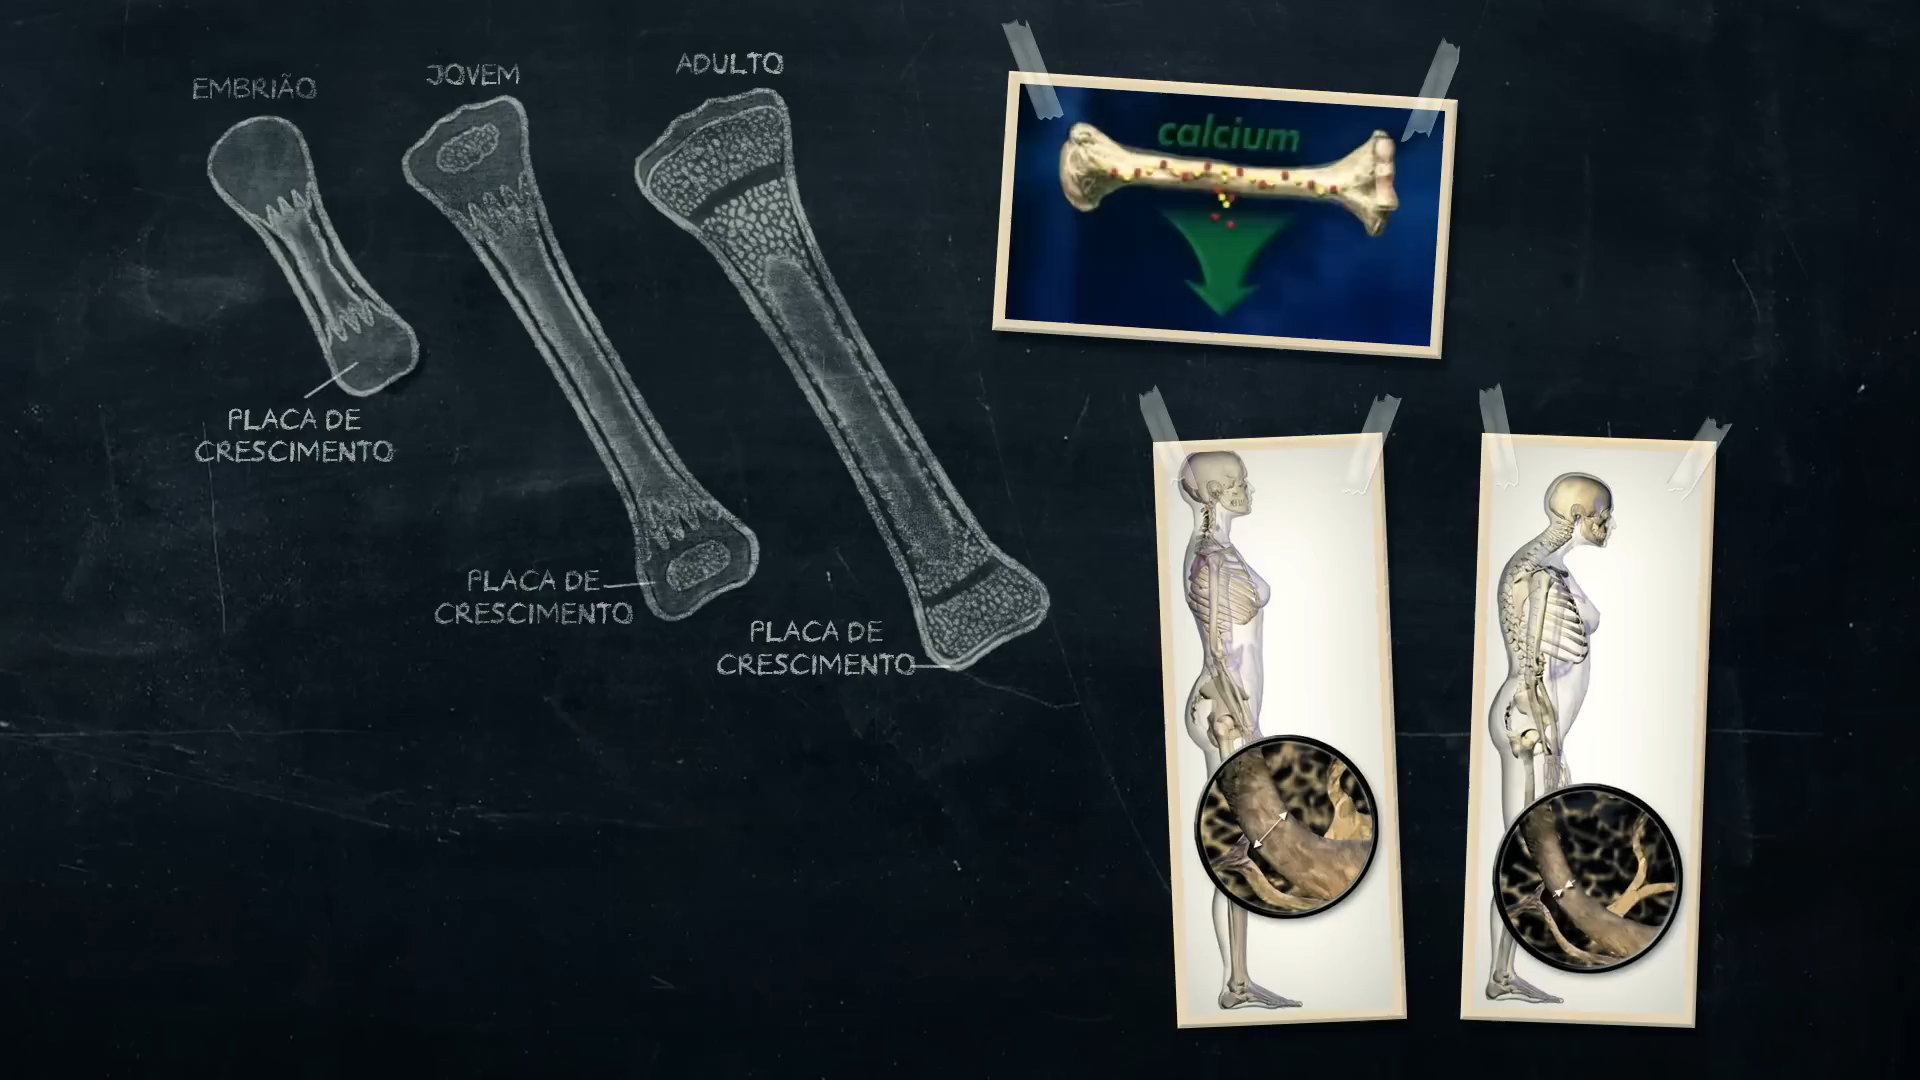 EMBRIÃO
JOVEM
ADULTO
PLACA DE
CRESCIMENTO
PLACA DE
CRESCIMENTO
PLACA DE
CRESCIMENTO
calcium